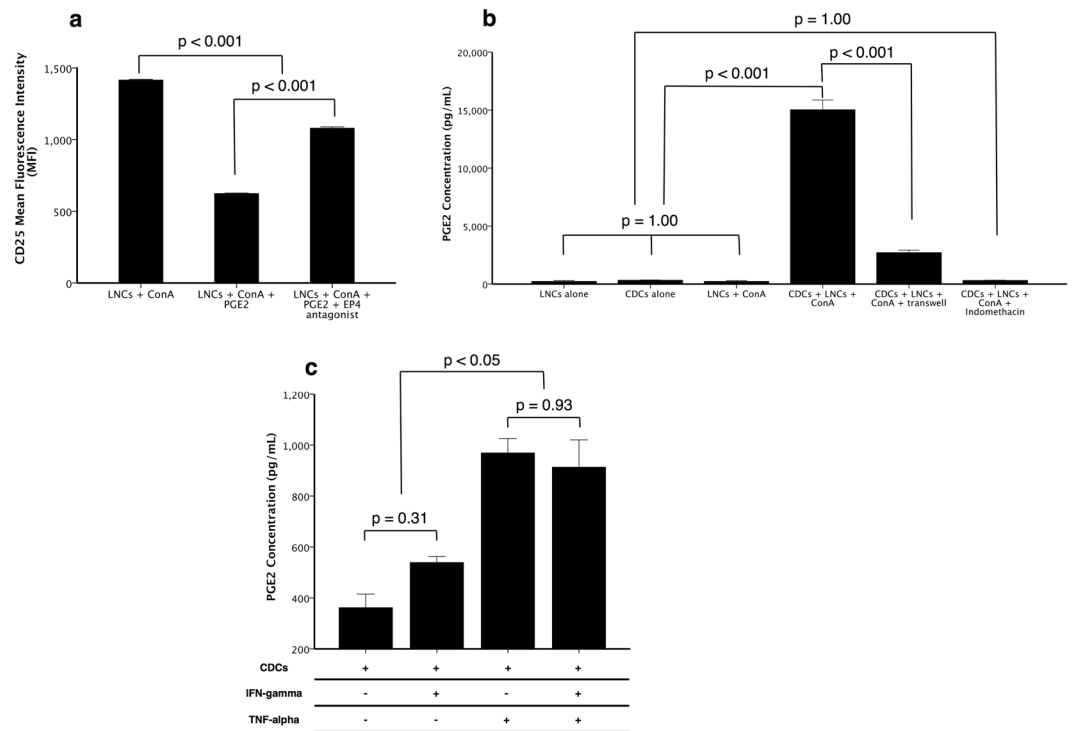 a
p < 0.001
p < 0.001
CD25 Mean Fluorescence Intensity
(MFI)
1,500
1,000
500
0
LNCs + ConA
LNCs + ConA +
PGE2
LNCs + ConA +
PGE2 + EP4
antagonist
b
p = 1.00
p < 0.001
p < 0.001
p = 1.00
PGE2 Concentration (pg/mL)
20,000
15,000
10,000
5,000
0
LNCs alone
CDCs alone
LNCs + ConA
CDCs + LNCs +
ConA
CDCs + LNCs +
ConA + transwell
CDCs + LNCs +
ConA +
Indomethacin
c
p < 0.05
p = 0.93
p = 0.31
PGE2 Concentration (pg/mL)
1,200
1,000
800
600
400
200
CDCs + + + +
IFN-gamma - + - +
TNF-alpha - - + +